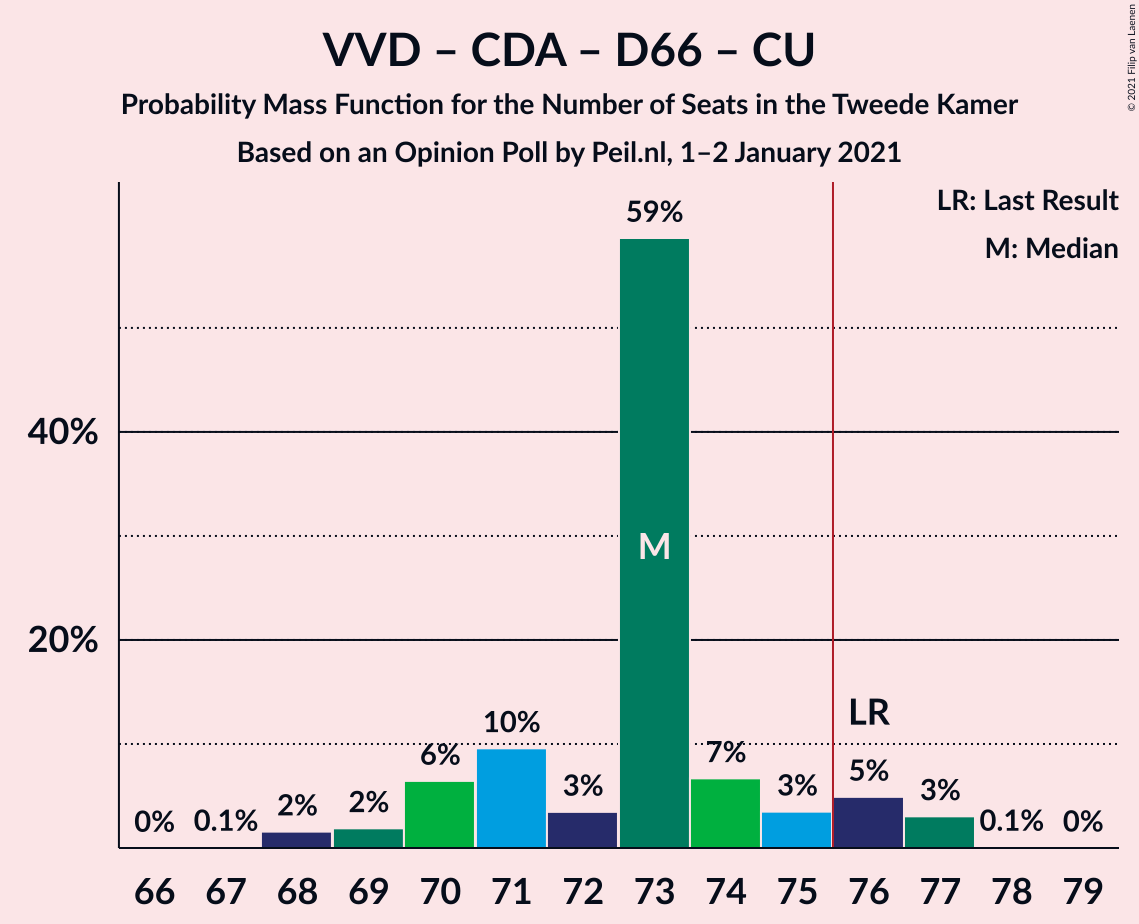 VVD – CDA – D66 – CU
Probability Mass Function for the Number of Seats in the Tweede Kamer
Based on an Opinion Poll by Peil.nl, 1–2 January 2021
© 2021 Filip van Laenen
LR: Last Result
M: Median
59%
40%
M
20%
LR
10%
6%
7%
5%
3%
3%
3%
2%
2%
0%
0.1%
0.1%
0%
66 67 68 69 70 71 72 73 74 75 76 77 78 79